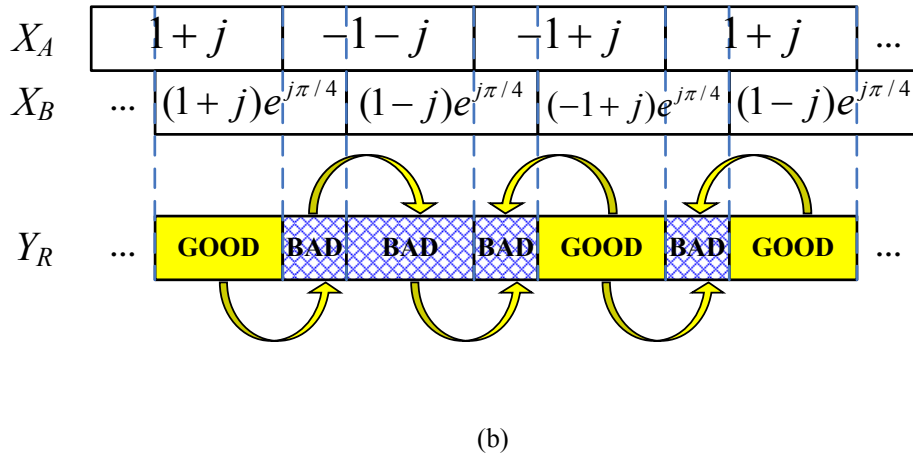 X_A 1 + j −1 − j −1 + j 1 + j ...
X_B ... (1 + j)e^{jπ/4} (1 − j)e^{jπ/4} (−1 + j)e^{jπ/4} (1 − j)e^{jπ/4}
Y_R ... GOOD BAD BAD BAD GOOD BAD GOOD ...
(b)